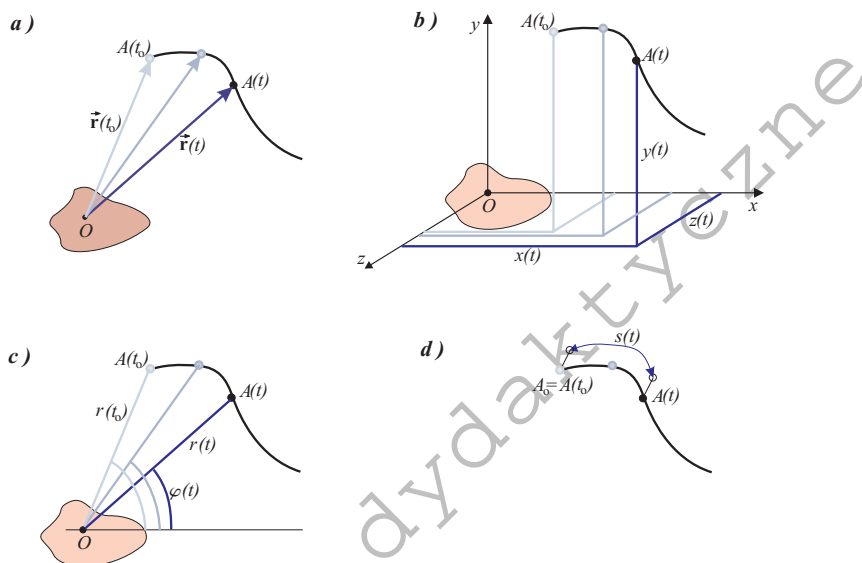 a )
A(t₀)
A(t)
r⃗(t₀)
r⃗(t)
O
b )
y
A(t₀)
A(t)
y(t)
O
x
z(t)
z
x(t)
c )
A(t₀)
A(t)
r(t₀)
r(t)
φ(t)
O
d )
s(t)
A₀=A(t₀)
A(t)
dydaktyczne